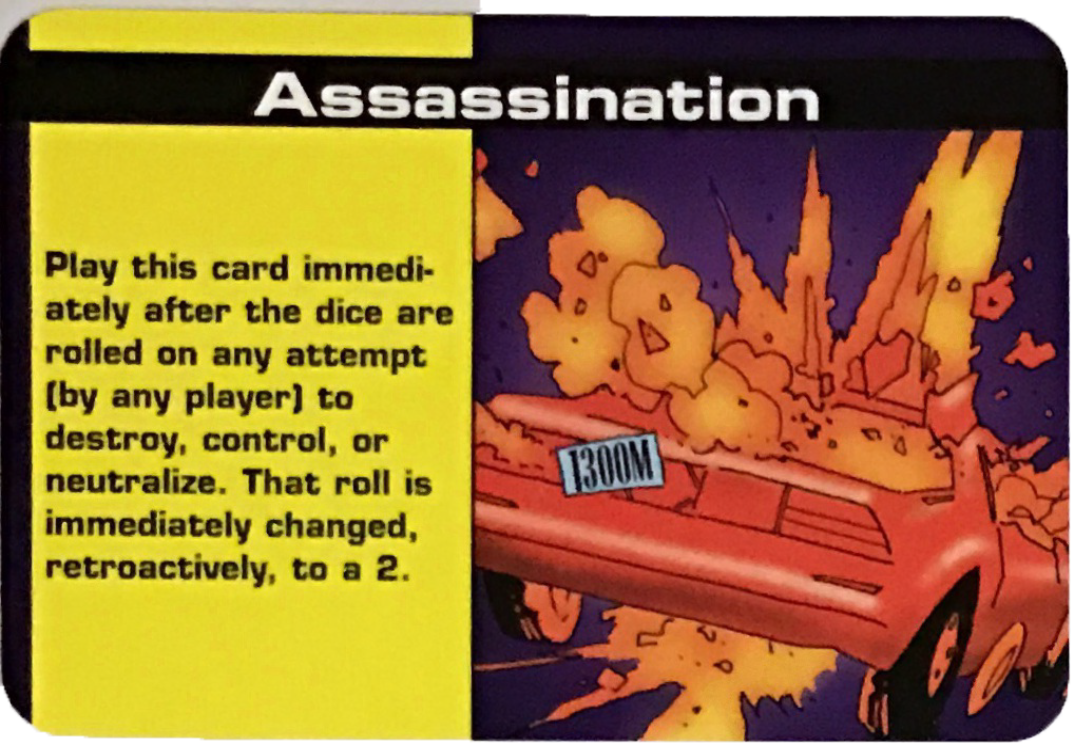 Assassination
Play this card immedi-
ately after the dice are
rolled on any attempt
(by any player) to
destroy, control, or
neutralize. That roll is
immediately changed,
retroactively, to a 2.
1300M